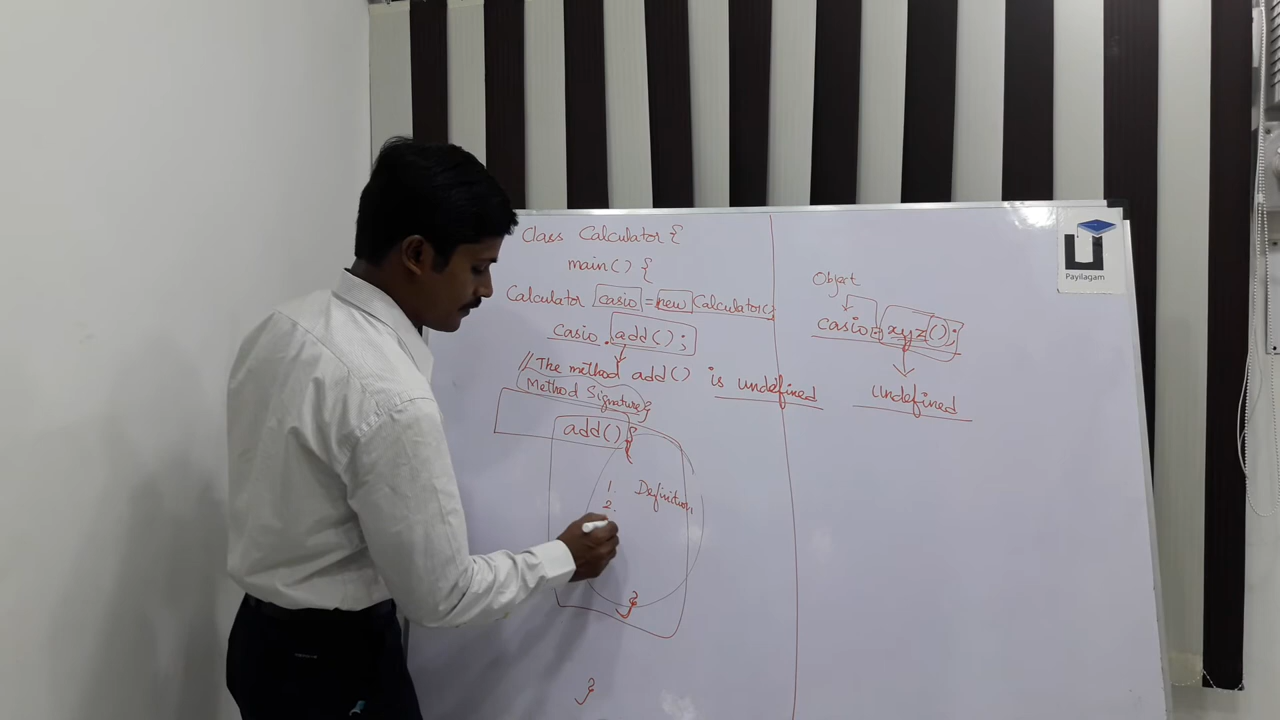 Class Calculator {
main() {
Calculator casio = new Calculator()
casio.add();
// The method add() is undefined
Method Signature {
add() {
1. Definition
2.
}
}
Object
casio.xyz();
undefined
Payilagam